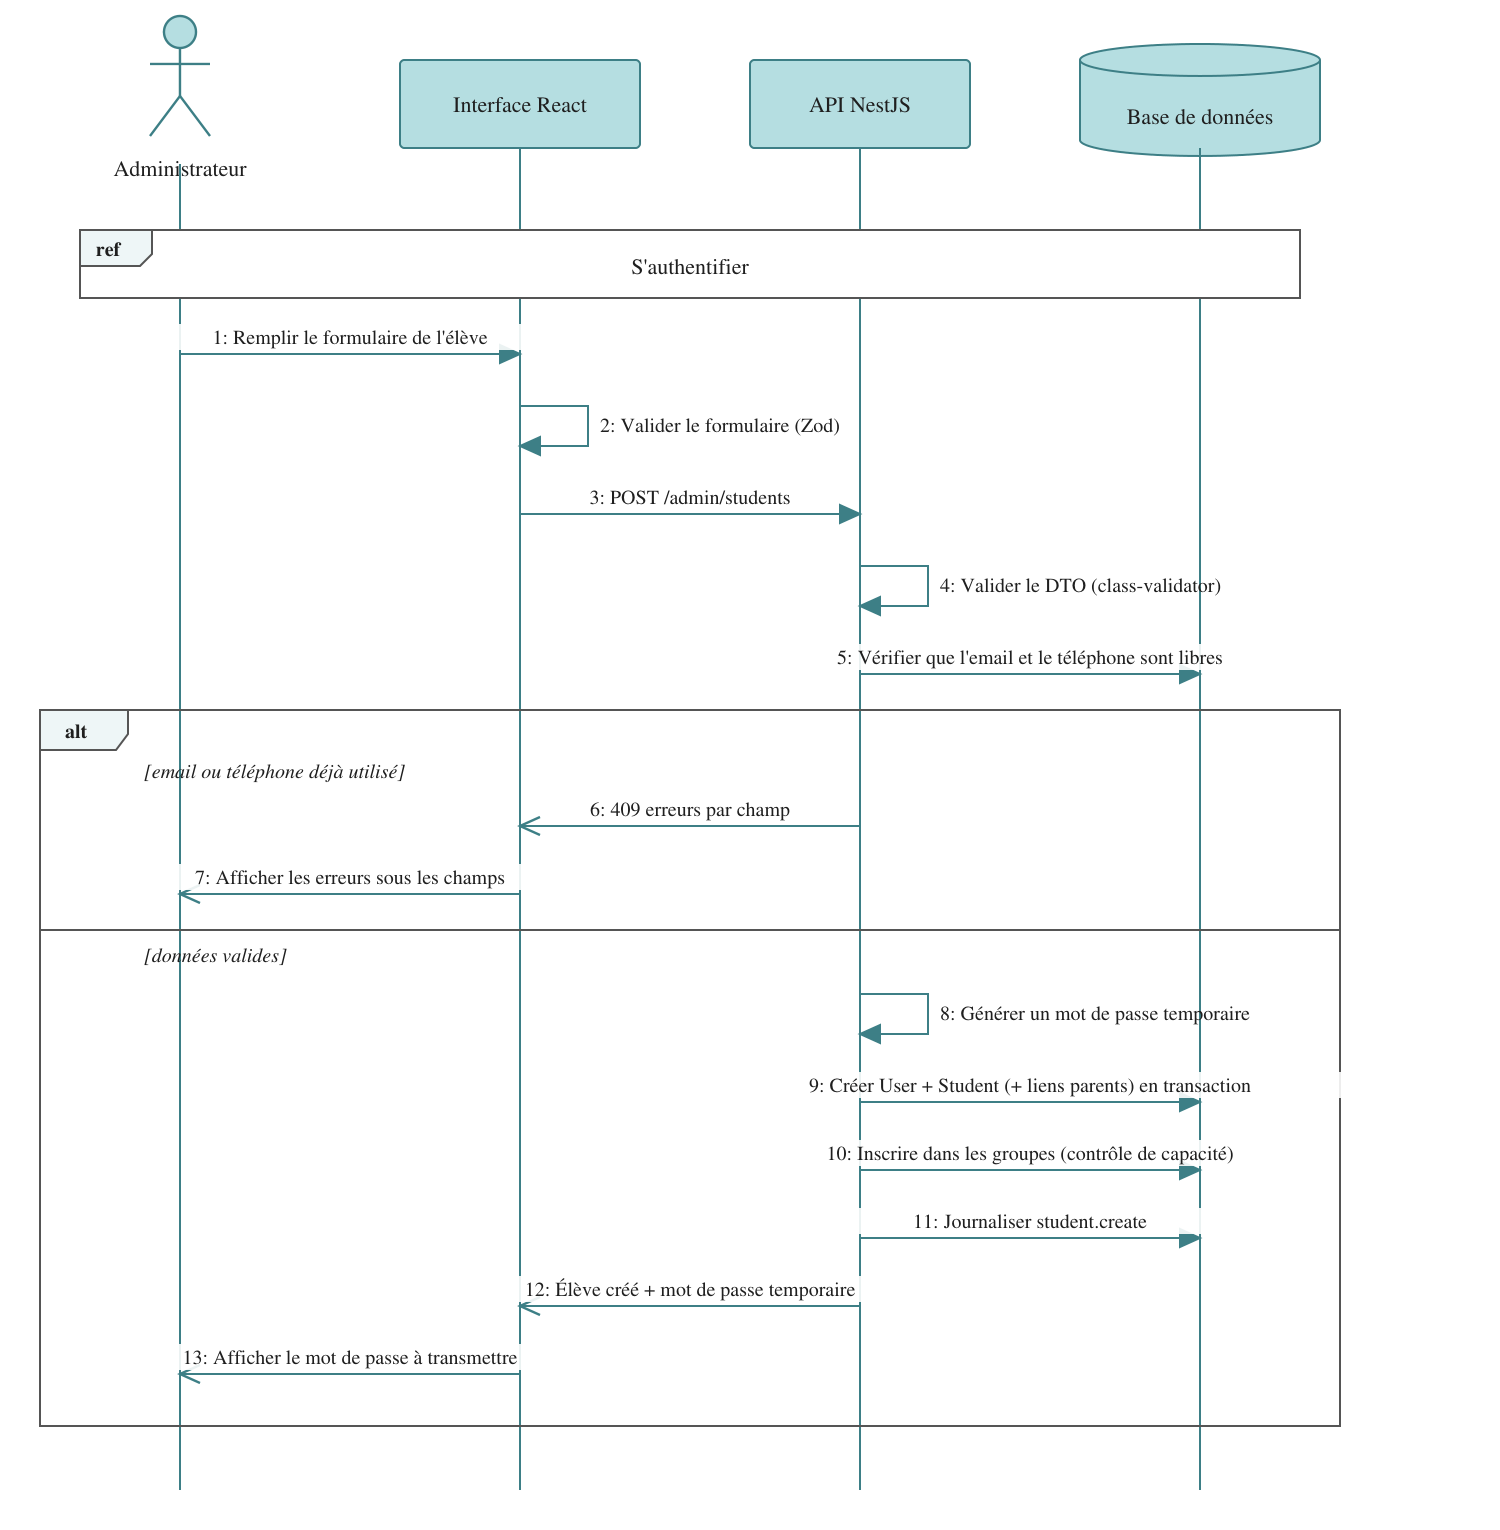 Interface React
API NestJS
Base de données
Administrateur
ref
S'authentifier
1: Remplir le formulaire de l'élève
2: Valider le formulaire (Zod)
3: POST /admin/students
4: Valider le DTO (class-validator)
5: Vérifier que l'email et le téléphone sont libres
alt
[email ou téléphone déjà utilisé]
6: 409 erreurs par champ
7: Afficher les erreurs sous les champs
[données valides]
8: Générer un mot de passe temporaire
9: Créer User + Student (+ liens parents) en transaction
10: Inscrire dans les groupes (contrôle de capacité)
11: Journaliser student.create
12: Élève créé + mot de passe temporaire
13: Afficher le mot de passe à transmettre